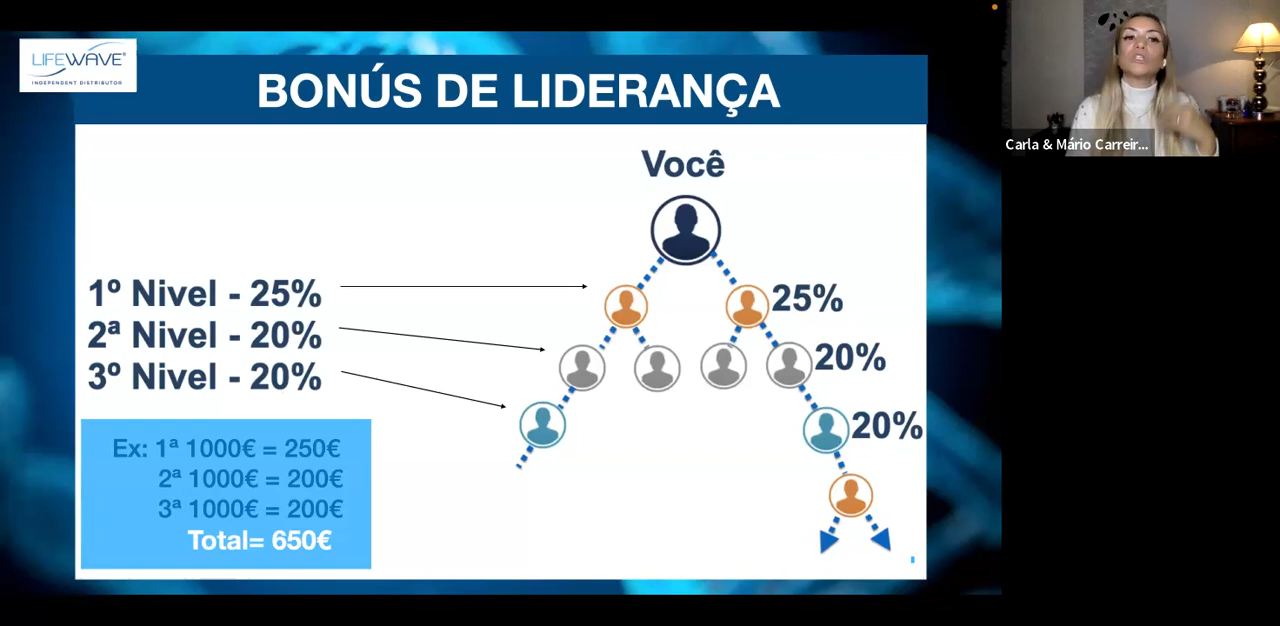 LIFEWAVE®
INDEPENDENT DISTRIBUTOR
BONÚS DE LIDERANÇA
Você
1º Nivel - 25%
2ª Nivel - 20%
3º Nivel - 20%
25%
20%
20%
Ex: 1ª 1000€ = 250€
2ª 1000€ = 200€
3ª 1000€ = 200€
Total= 650€
Carla & Mário Carreir...